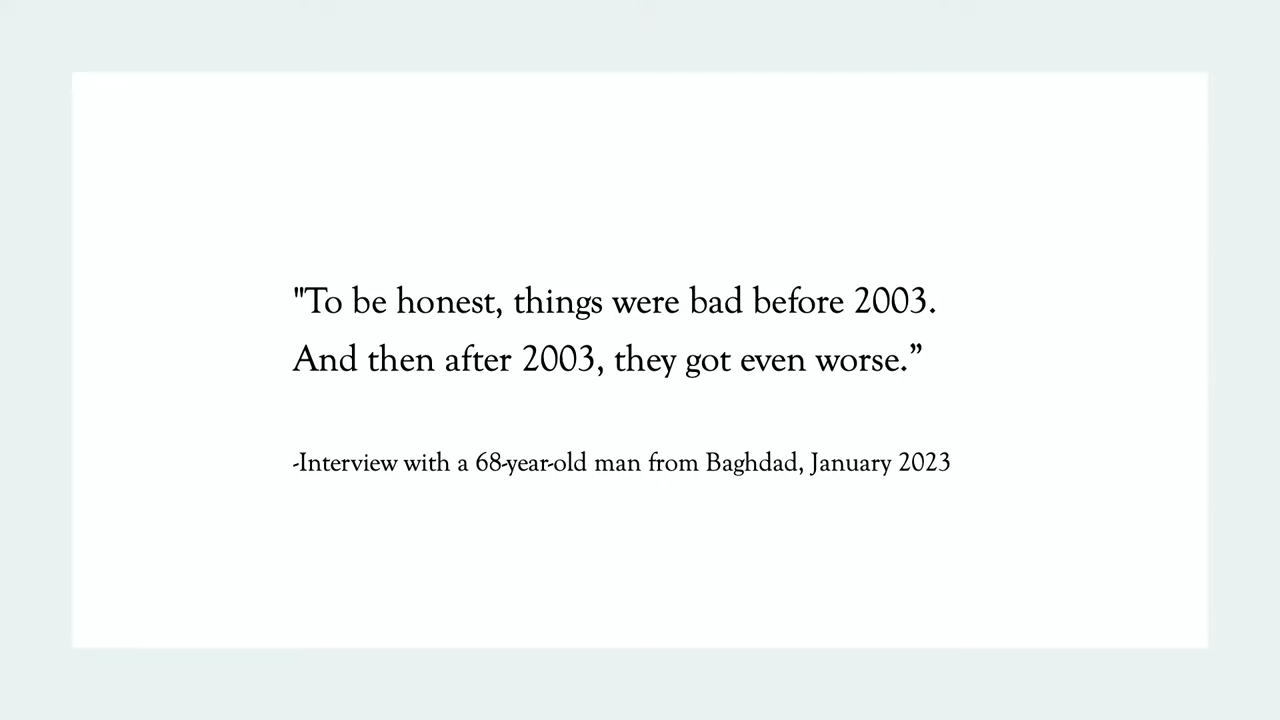 "To be honest, things were bad before 2003.
And then after 2003, they got even worse.”
-Interview with a 68-year-old man from Baghdad, January 2023